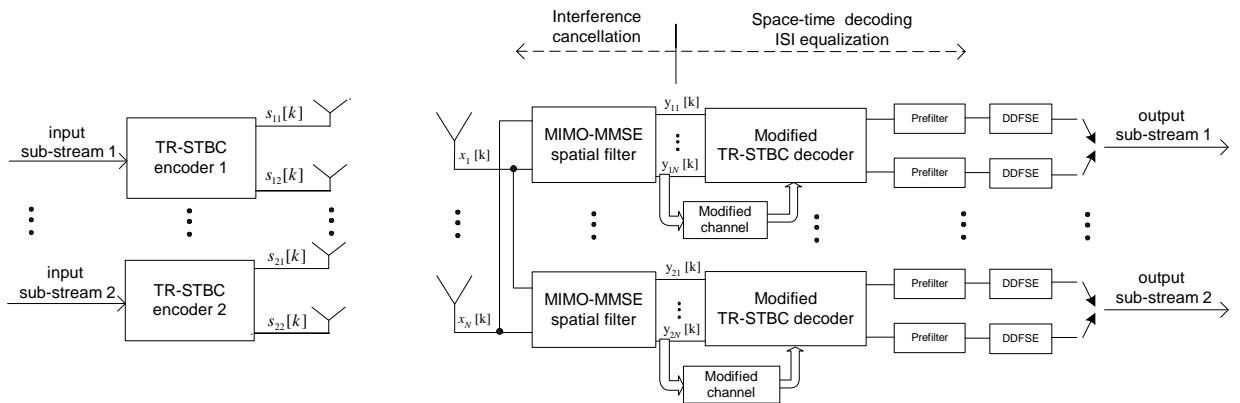 Interference
cancellation
Space-time decoding
ISI equalization
input
sub-stream 1
TR-STBC
encoder 1
s11[k]
s12[k]
x1 [k]
MIMO-MMSE
spatial filter
y11 [k]
y1N [k]
Modified
TR-STBC decoder
Modified
channel
Prefilter
DDFSE
Prefilter
DDFSE
output
sub-stream 1
input
sub-stream 2
TR-STBC
encoder 2
s21[k]
s22[k]
xN [k]
MIMO-MMSE
spatial filter
y21 [k]
y2N [k]
Modified
TR-STBC decoder
Modified
channel
Prefilter
DDFSE
Prefilter
DDFSE
output
sub-stream 2